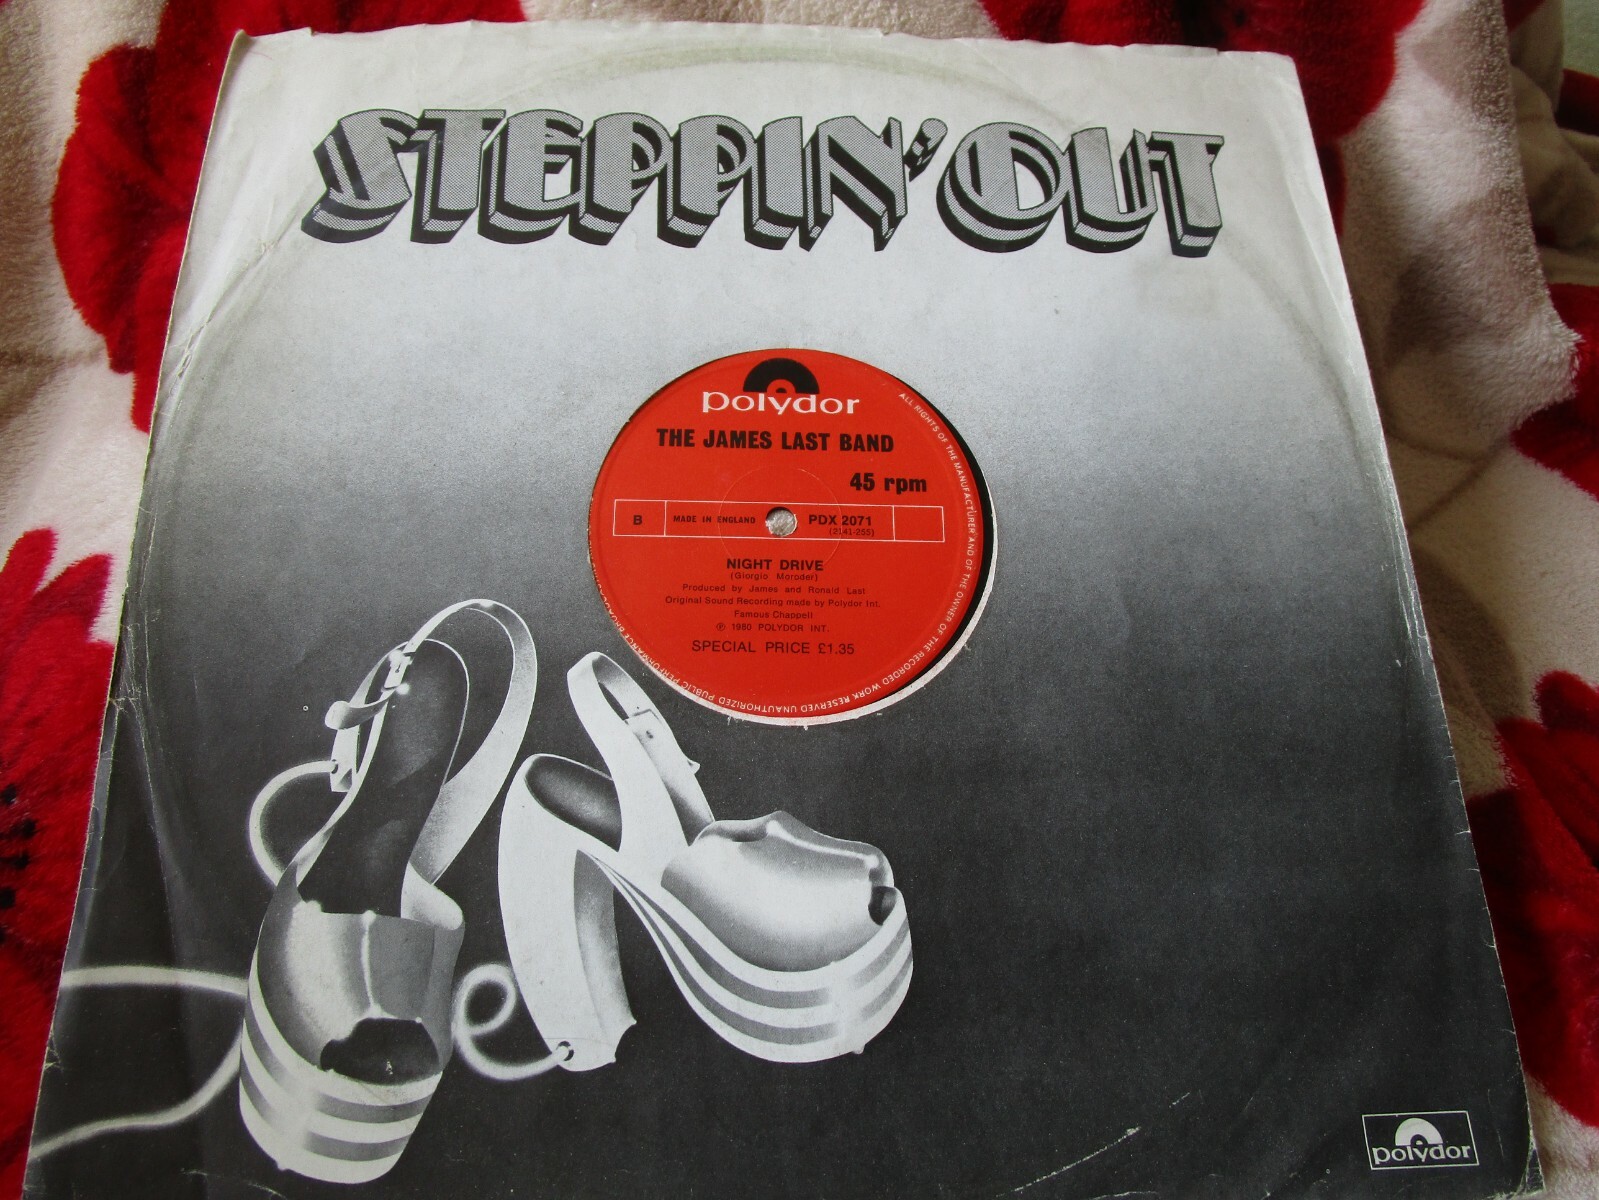 STEPPIN' OUT
polydor
THE JAMES LAST BAND
45 rpm
B
MADE IN ENGLAND
PDX 2071
(2141-255)
NIGHT DRIVE
(Giorgio Moroder)
Produced by James and Ronald Last
Original Sound Recording made by Polydor Int.
Famous Chappell
℗ 1980 POLYDOR INT.
SPECIAL PRICE £1.35
ALL RIGHTS OF THE MANUFACTURER AND OF THE OWNER OF THE RECORDED WORK RESERVED UNAUTHORIZED PUBLIC PERFORMANCE
polydor